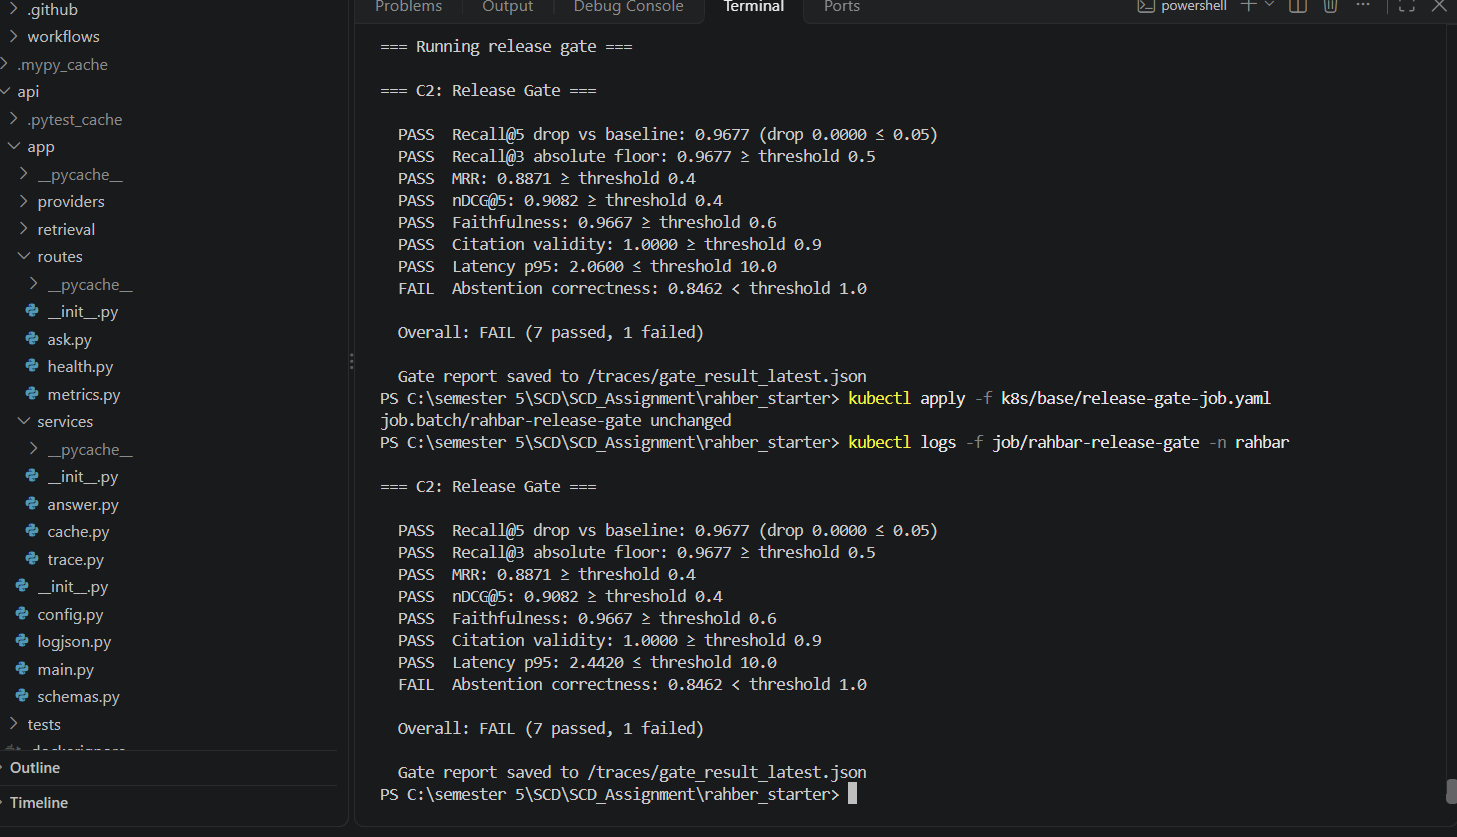 .github
workflows
.mypy_cache
api
.pytest_cache
app
__pycache__
providers
retrieval
routes
__pycache__
__init__.py
ask.py
health.py
metrics.py
services
__pycache__
__init__.py
answer.py
cache.py
trace.py
__init__.py
config.py
logjson.py
main.py
schemas.py
tests
Outline
Timeline
Problems Output Debug Console Terminal Ports
powershell
=== Running release gate ===
=== C2: Release Gate ===
PASS Recall@5 drop vs baseline: 0.9677 (drop 0.0000 ≤ 0.05)
PASS Recall@3 absolute floor: 0.9677 ≥ threshold 0.5
PASS MRR: 0.8871 ≥ threshold 0.4
PASS nDCG@5: 0.9082 ≥ threshold 0.4
PASS Faithfulness: 0.9667 ≥ threshold 0.6
PASS Citation validity: 1.0000 ≥ threshold 0.9
PASS Latency p95: 2.0600 ≤ threshold 10.0
FAIL Abstention correctness: 0.8462 < threshold 1.0
Overall: FAIL (7 passed, 1 failed)
Gate report saved to /traces/gate_result_latest.json
PS C:\semester 5\SCD\SCD_Assignment\rahber_starter> kubectl apply -f k8s/base/release-gate-job.yaml
job.batch/rahbar-release-gate unchanged
PS C:\semester 5\SCD\SCD_Assignment\rahber_starter> kubectl logs -f job/rahbar-release-gate -n rahbar
=== C2: Release Gate ===
PASS Recall@5 drop vs baseline: 0.9677 (drop 0.0000 ≤ 0.05)
PASS Recall@3 absolute floor: 0.9677 ≥ threshold 0.5
PASS MRR: 0.8871 ≥ threshold 0.4
PASS nDCG@5: 0.9082 ≥ threshold 0.4
PASS Faithfulness: 0.9667 ≥ threshold 0.6
PASS Citation validity: 1.0000 ≥ threshold 0.9
PASS Latency p95: 2.4420 ≤ threshold 10.0
FAIL Abstention correctness: 0.8462 < threshold 1.0
Overall: FAIL (7 passed, 1 failed)
Gate report saved to /traces/gate_result_latest.json
PS C:\semester 5\SCD\SCD_Assignment\rahber_starter>